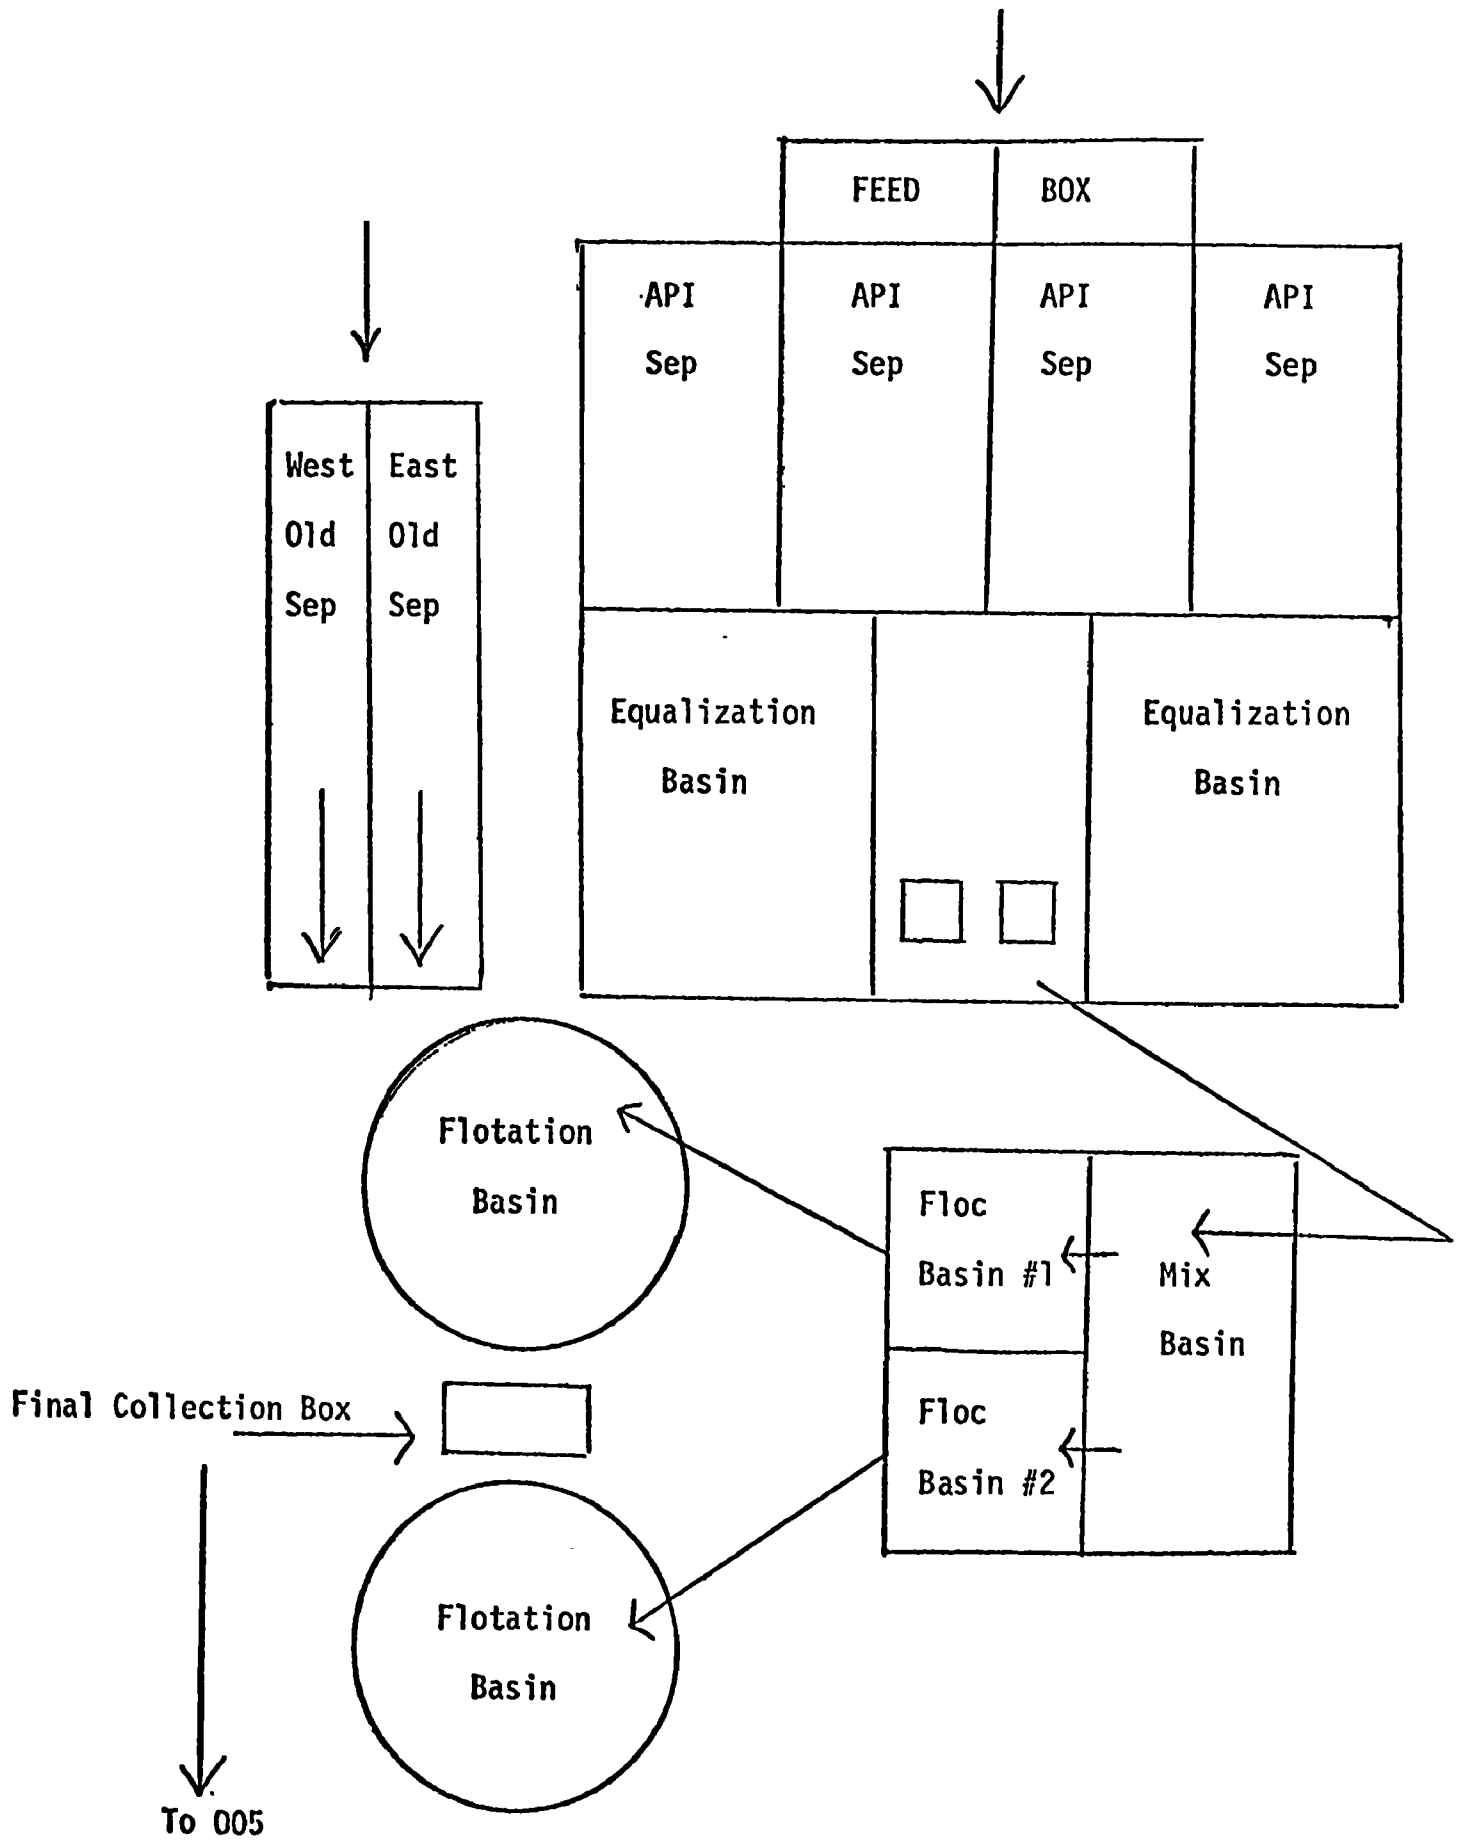 FEED BOX
API API API API
Sep Sep Sep Sep
West East
Old Old
Sep Sep
Equalization Equalization
Basin Basin
Flotation
Basin
Floc
Basin #1
Mix
Basin
Final Collection Box
Floc
Basin #2
Flotation
Basin
To 005